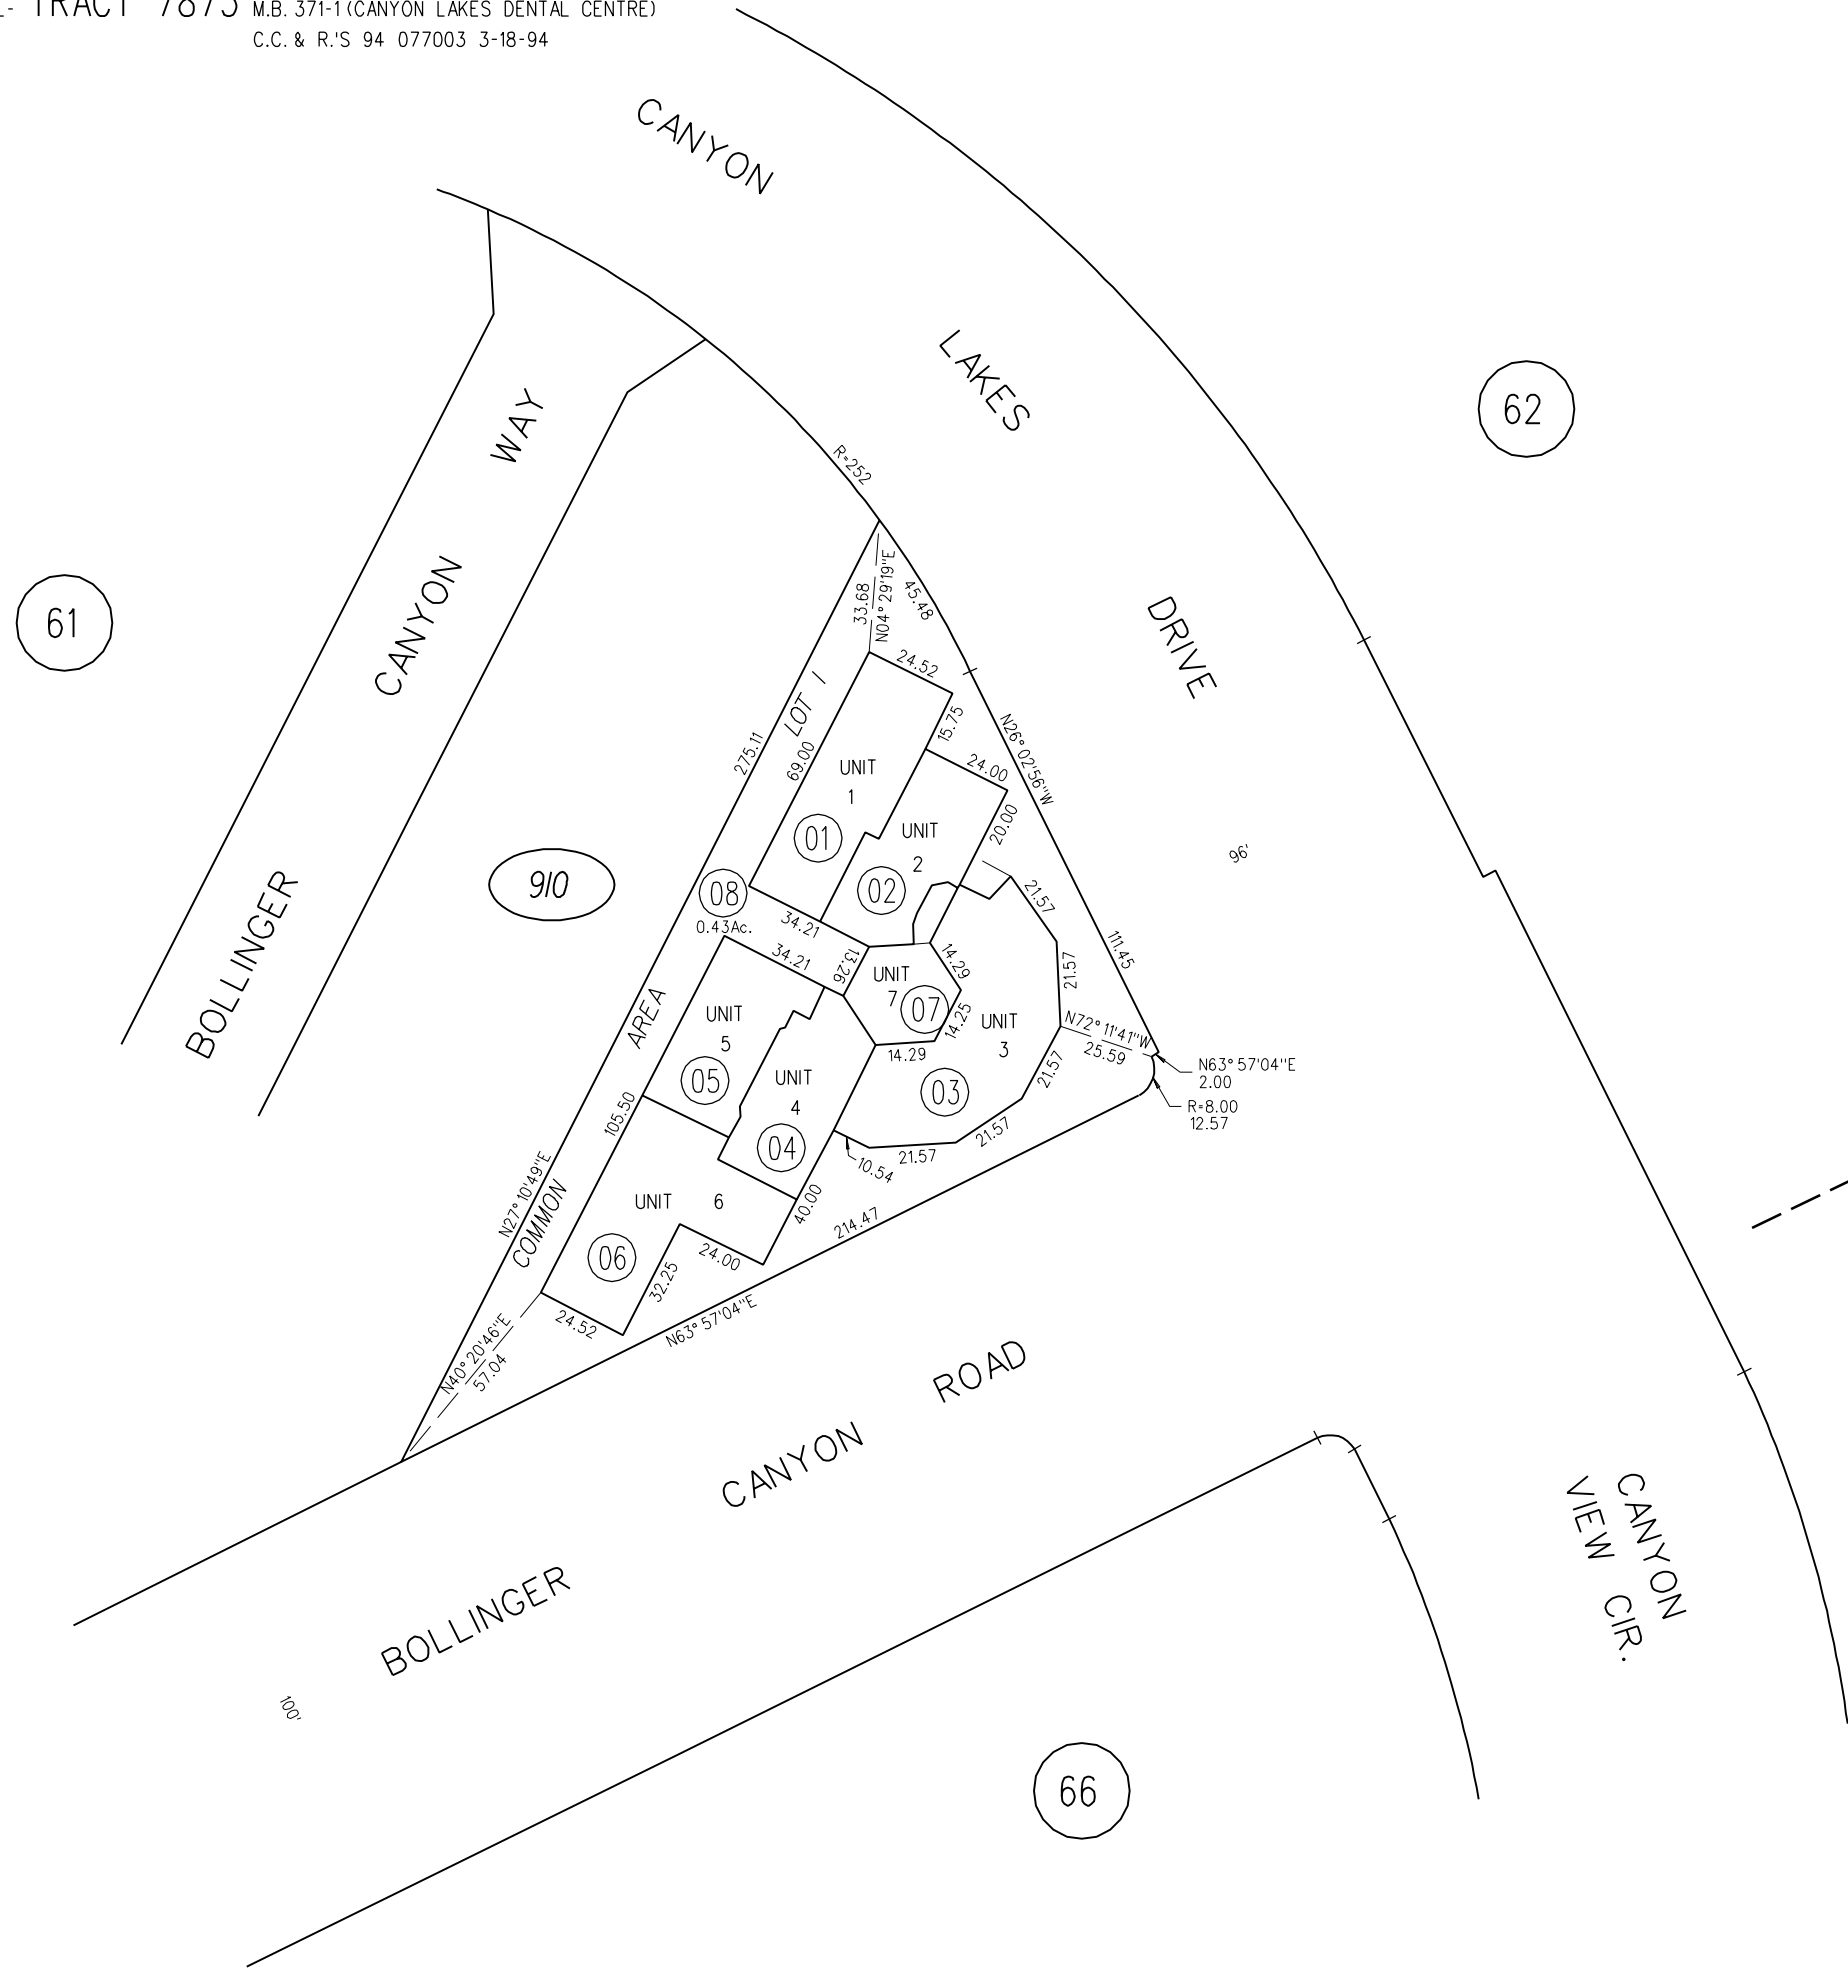 TRACT 7873 M.B. 371-1 (CANYON LAKES DENTAL CENTRE)
C.C. & R.'S 94 077003 3-18-94
CANYON
LAKES
DRIVE
62
61
WAY
CANYON
BOLLINGER
910
R=252
33.68
N04°29'19"E
45.48
24.52
LOT 1
275.11
69.00
15.75
N26°02'56"W
UNIT
1
01
24.00
20.00
UNIT
2
02
96'
08
0.43Ac.
34.21
34.21
13.26
21.57
111.45
21.57
14.29
UNIT
7
07
14.25
14.29
UNIT
3
03
N72°11'41"W
25.59
N63°57'04"E
2.00
R=8.00
12.57
AREA
UNIT
5
05
UNIT
4
04
21.57
21.57
21.57
10.54
105.50
N27°10'49"E
COMMON
UNIT 6
06
40.00
214.47
24.00
32.25
24.52
N63°57'04"E
N40°20'46"E
57.04
ROAD
CANYON
BOLLINGER
100'
CANYON
VIEW CIR.
66